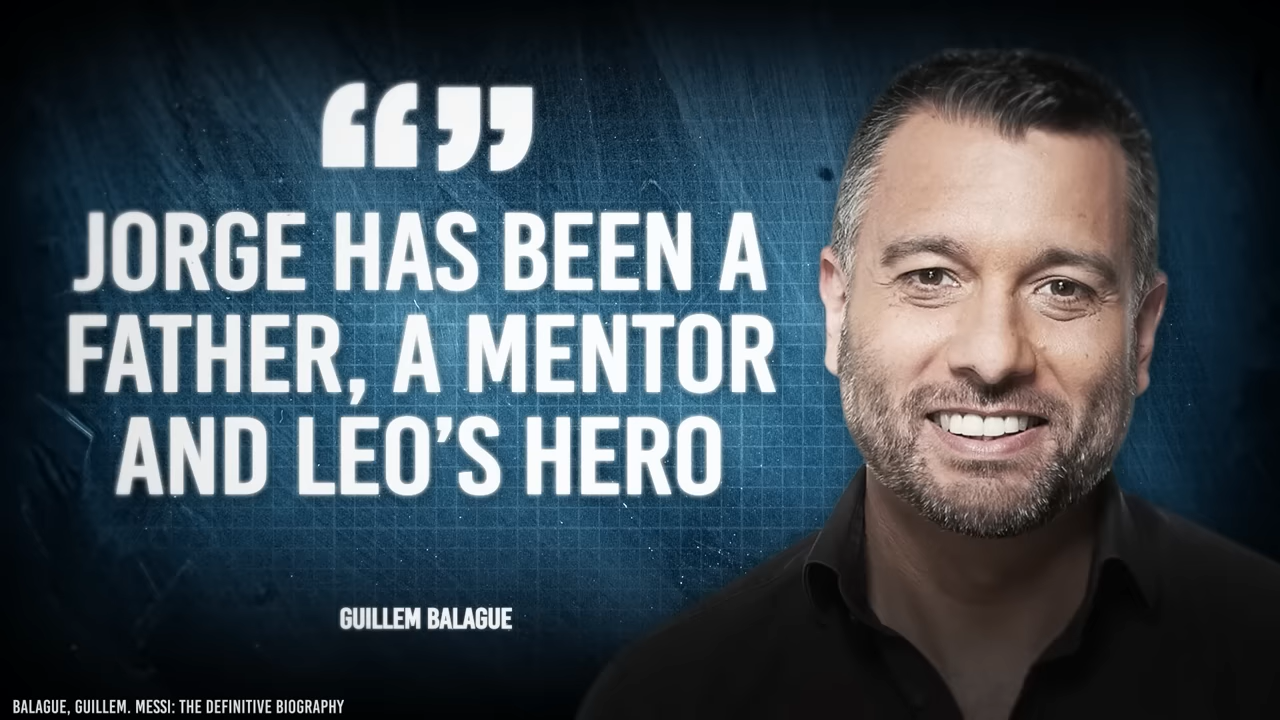 “”
JORGE HAS BEEN A
FATHER, A MENTOR
AND LEO’S HERO
GUILLEM BALAGUE
BALAGUE, GUILLEM. MESSI: THE DEFINITIVE BIOGRAPHY